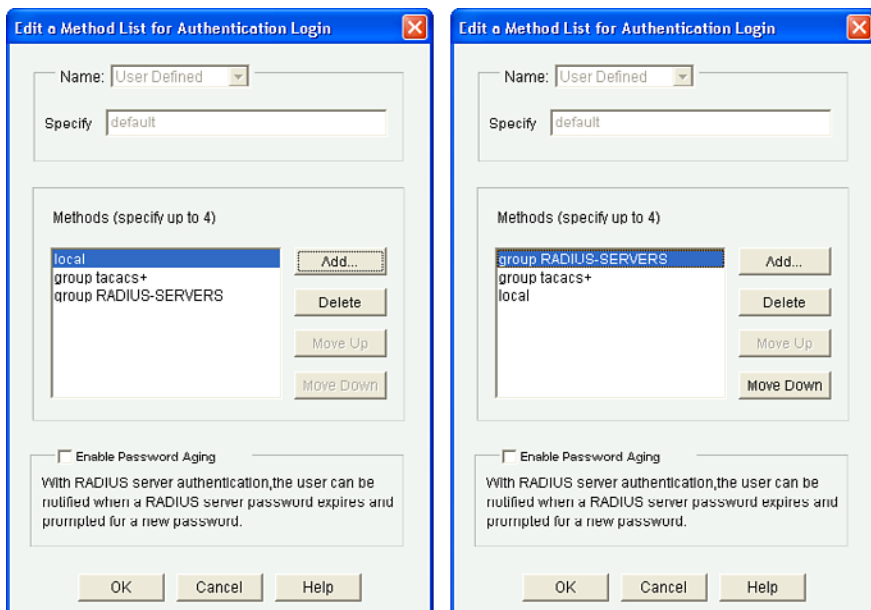 Edit a Method List for Authentication Login
Name: User Defined
Specify default
Methods (specify up to 4)
local
group tacacs+
group RADIUS-SERVERS
Add...
Delete
Move Up
Move Down
Enable Password Aging
With RADIUS server authentication,the user can be
notified when a RADIUS server password expires and
prompted for a new password.
OK Cancel Help
Edit a Method List for Authentication Login
Name: User Defined
Specify default
Methods (specify up to 4)
group RADIUS-SERVERS
group tacacs+
local
Add...
Delete
Move Up
Move Down
Enable Password Aging
With RADIUS server authentication,the user can be
notified when a RADIUS server password expires and
prompted for a new password.
OK Cancel Help